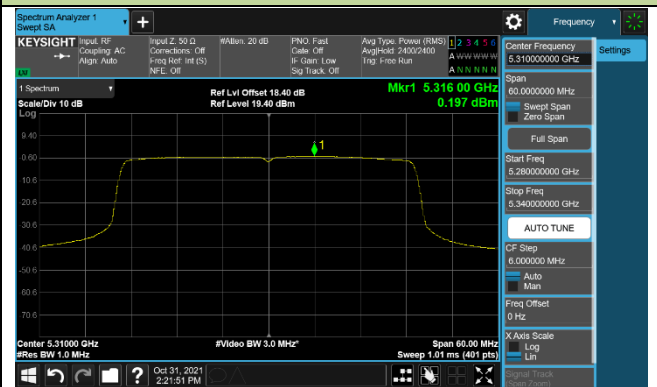 Spectrum Analyzer 1
Swept SA
Frequency
KEYSIGHT
Input: RF
Coupling: AC
Align: Auto
Input Z: 50 Ω
Corrections: Off
Freq Ref: Int (S)
NFE: Off
#Atten: 20 dB
PNO: Fast
Gate: Off
IF Gain: Low
Sig Track: Off
Avg Type: Power (RMS)
Avg|Hold: 2400/2400
Trig: Free Run
1 2 3 4 5 6
A W W W W W
A N N N N N
LW
1 Spectrum
Scale/Div 10 dB
Log
Ref Lvl Offset 18.40 dB
Ref Level 19.40 dBm
Mkr1 5.316 00 GHz
0.197 dBm
1
9.40
-0.60
-10.6
-20.6
-30.6
-40.6
-50.6
-60.6
-70.6
Center 5.31000 GHz
#Res BW 1.0 MHz
#Video BW 3.0 MHz*
Span 60.00 MHz
Sweep 1.01 ms (401 pts)
Center Frequency
5.310000000 GHz
Span
60.0000000 MHz
Swept Span
Zero Span
Full Span
Start Freq
5.280000000 GHz
Stop Freq
5.340000000 GHz
AUTO TUNE
CF Step
6.000000 MHz
Auto
Man
Freq Offset
0 Hz
X Axis Scale
Log
Lin
Signal Track
(Span Zoom)
Settings
Oct 31, 2021
2:21:51 PM